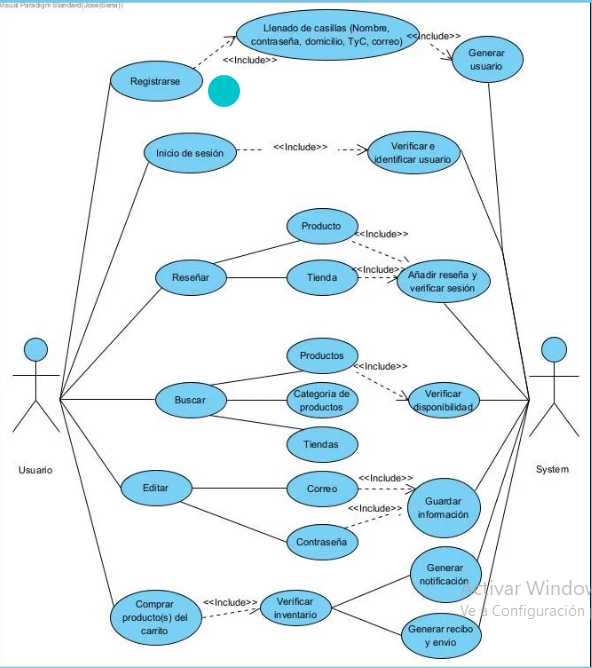 Visual Paradigm Standard(Jose(Sena))
Llenado de casillas (Nombre,
contraseña, domicilio, TyC, correo)
<<Include>>
<<Include>>
Generar
usuario
Registrarse
Inicio de sesión
<<Include>>
Verificar e
identificar usuario
Producto
<<Include>>
Reseñar
Tienda
<<Include>>
Añadir reseña y
verificar sesión
Productos
<<Include>>
Buscar
Categoria de
productos
Verificar
disponibilidad
Tiendas
Usuario
System
Editar
Correo
<<Include>>
Guardar
información
<<Include>>
Contraseña
Generar
notificación
Activar Window
Ve a Configuración
Comprar
producto(s) del
carrito
<<Include>>
Verificar
inventario
Generar recibo
y envio